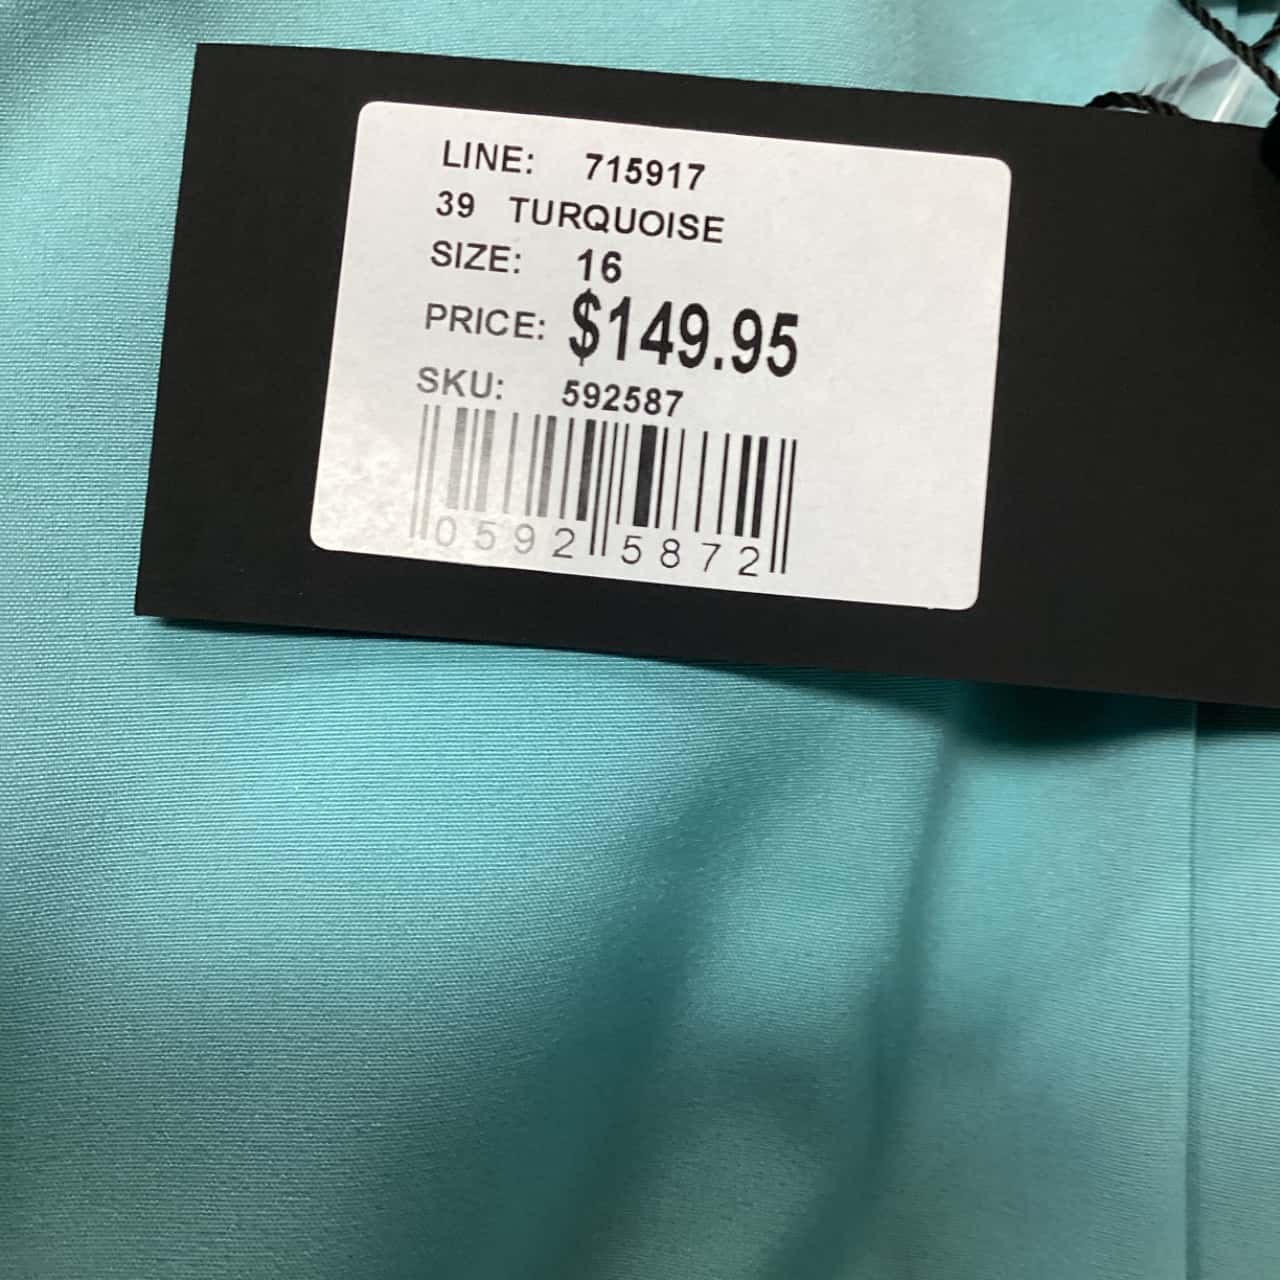 LINE: 715917
39 TURQUOISE
SIZE: 16
PRICE: $149.95
SKU: 592587
0592 5872